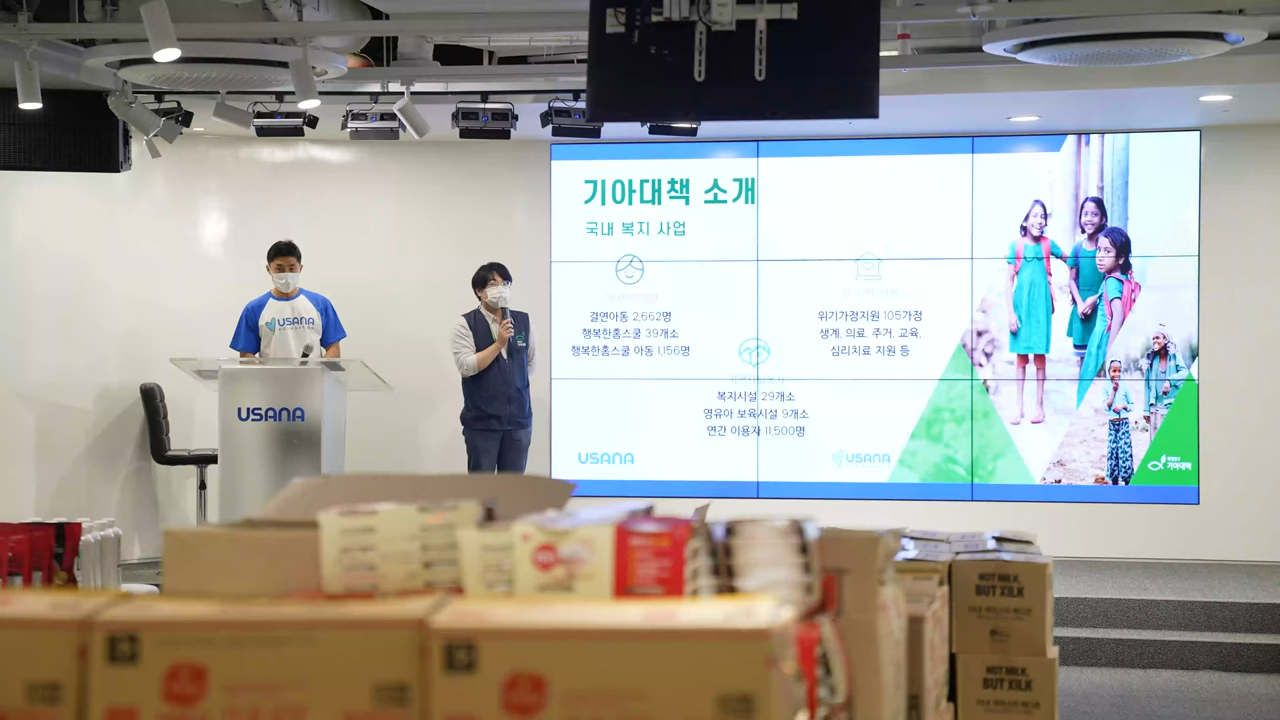 기아대책 소개
국내 복지 사업
결연아동 2,662명
행복한홈스쿨 39개소
행복한홈스쿨 아동 1,156명
위기가정지원 105가정
생계, 의료, 주거, 교육,
심리치료 지원 등
복지시설 29개소
영유아 보육시설 9개소
연간 이용자 11,500명
USANA
USANA
기아대책
USANA
USANA
NOT MILK,
BUT XILK
NOT MILK,
BUT XILK